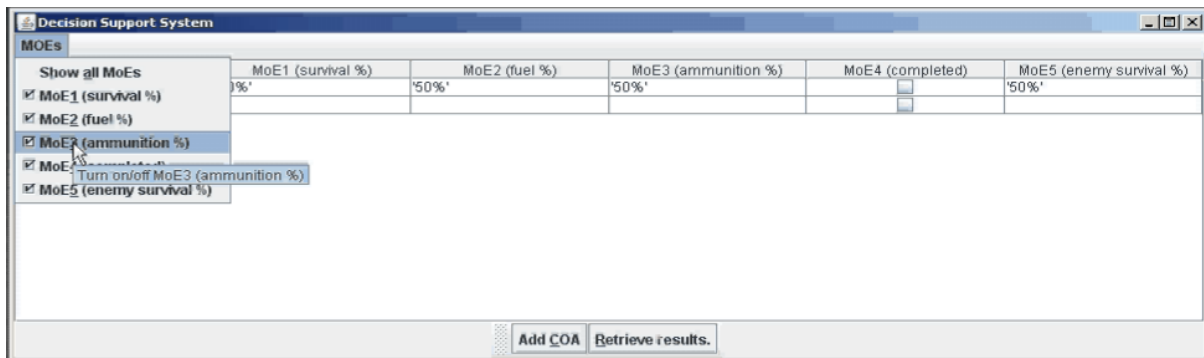 Decision Support System
MOEs
Show all MoEs
MoE1 (survival %)
MoE2 (fuel %)
MoE3 (ammunition %)
Turn on/off MoE3 (ammunition %)
MoE5 (enemy survival %)
MoE1 (survival %) MoE2 (fuel %) MoE3 (ammunition %) MoE4 (completed) MoE5 (enemy survival %)
'50%' '50%' '50%'
Add COA Retrieve results.